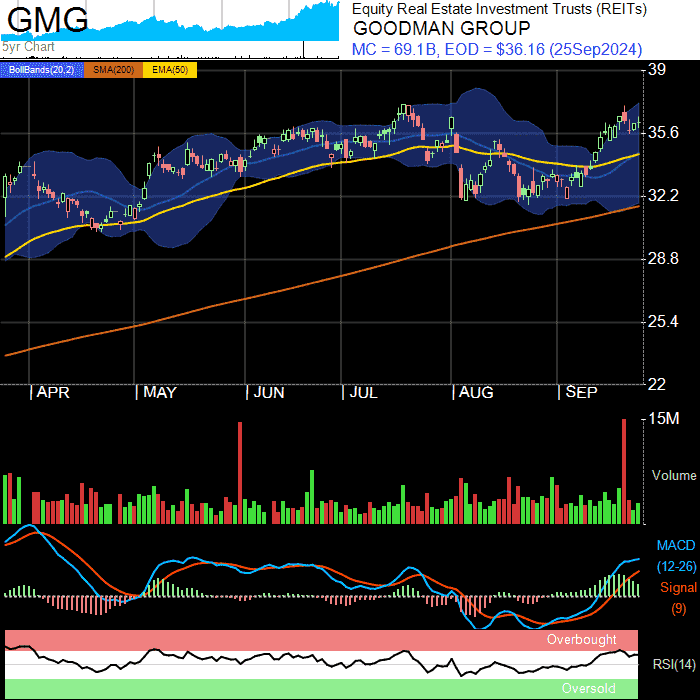 GMG
Equity Real Estate Investment Trusts (REITs)
GOODMAN GROUP
5yr Chart
MC = 69.1B, EOD = $36.16 (25Sep2024)
BollBands(20,2) SMA(200) EMA(50)
39
35.6
32.2
28.8
25.4
22
APR MAY JUN JUL AUG SEP
15M
Volume
MACD
(12-26)
Signal
(9)
Overbought
RSI(14)
Oversold